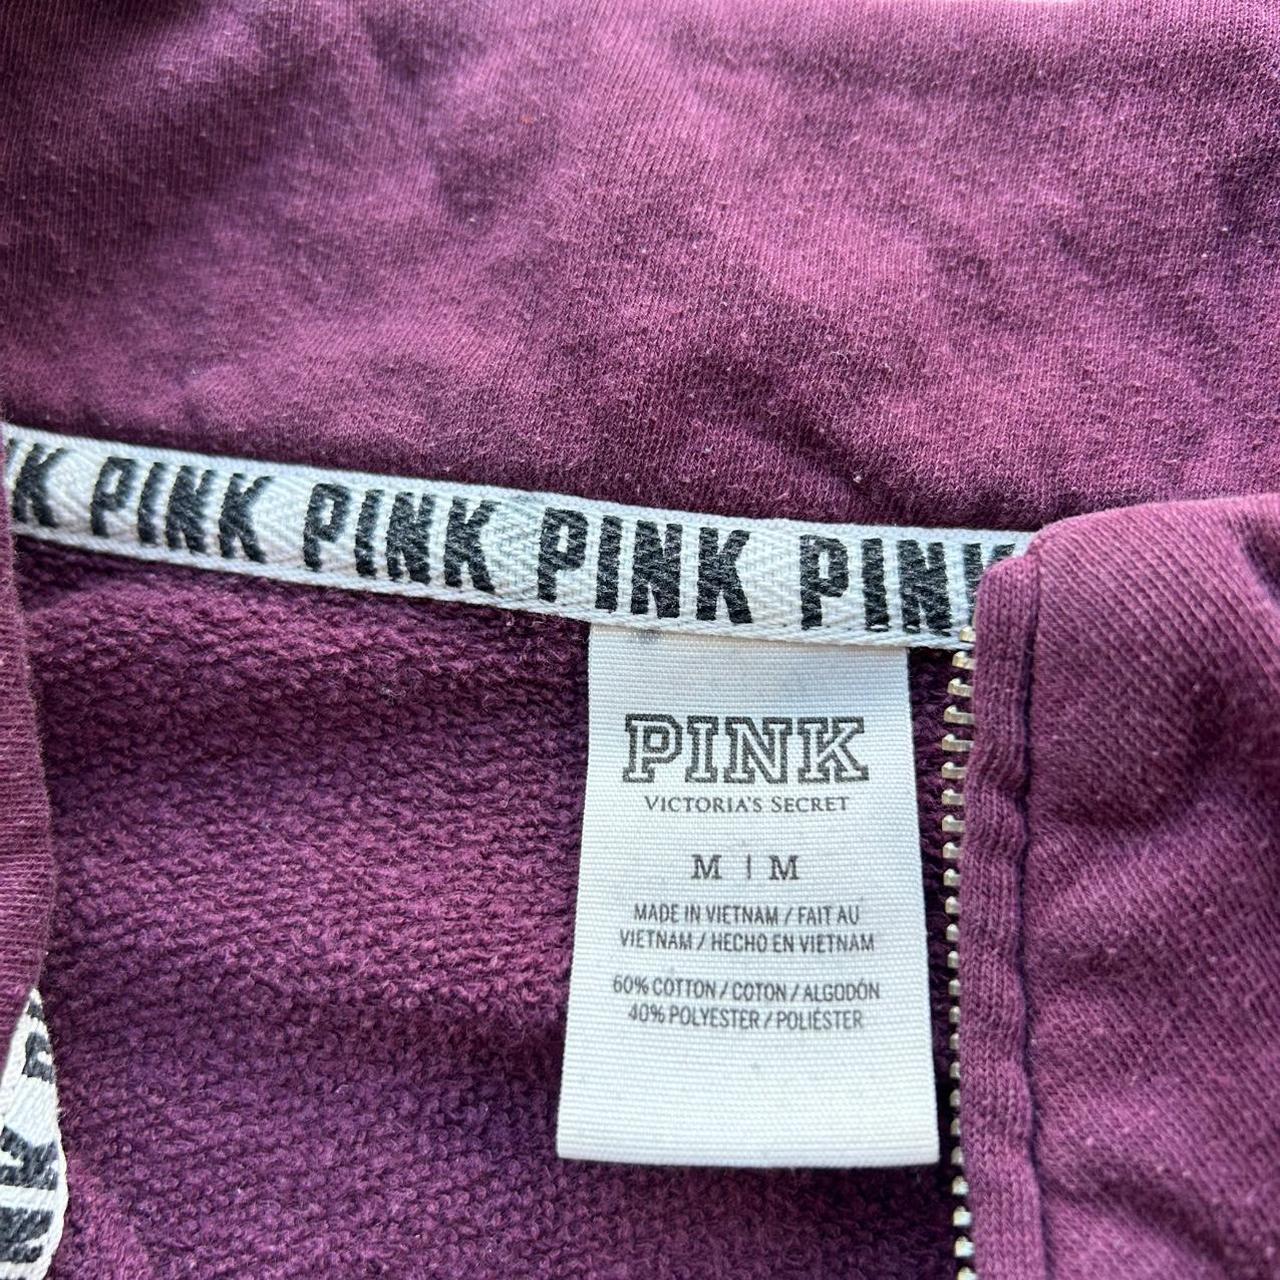 K PINK PINK PINK PINK
PINK
VICTORIA'S SECRET
M | M
MADE IN VIETNAM / FAIT AU
VIETNAM / HECHO EN VIETNAM
60% COTTON / COTON / ALGODÓN
40% POLYESTER / POLIÉSTER